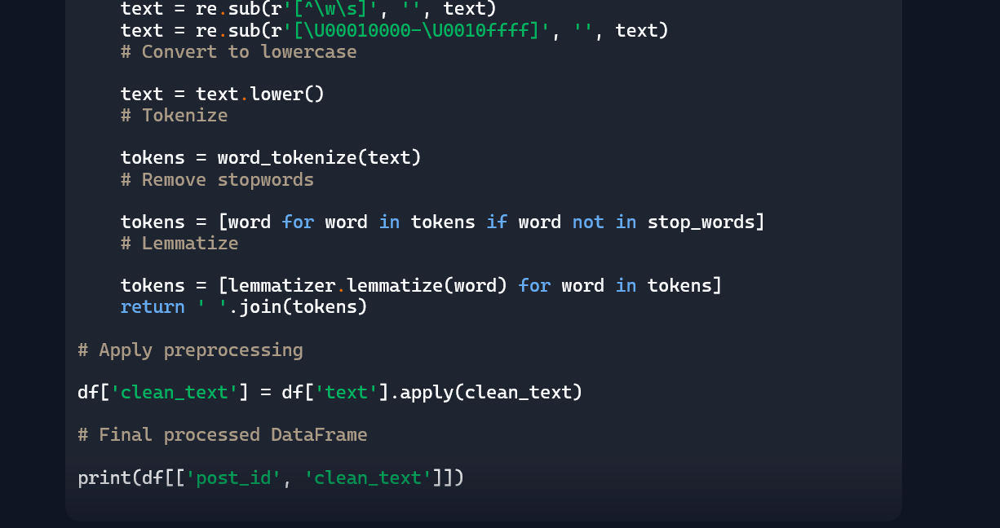 text = re.sub(r'[^\w\s]', '', text)
text = re.sub(r'[\U00010000-\U0010ffff]', '', text)
# Convert to lowercase
text = text.lower()
# Tokenize
tokens = word_tokenize(text)
# Remove stopwords
tokens = [word for word in tokens if word not in stop_words]
# Lemmatize
tokens = [lemmatizer.lemmatize(word) for word in tokens]
return ' '.join(tokens)
# Apply preprocessing
df['clean_text'] = df['text'].apply(clean_text)
# Final processed DataFrame
print(df[['post_id', 'clean_text']])